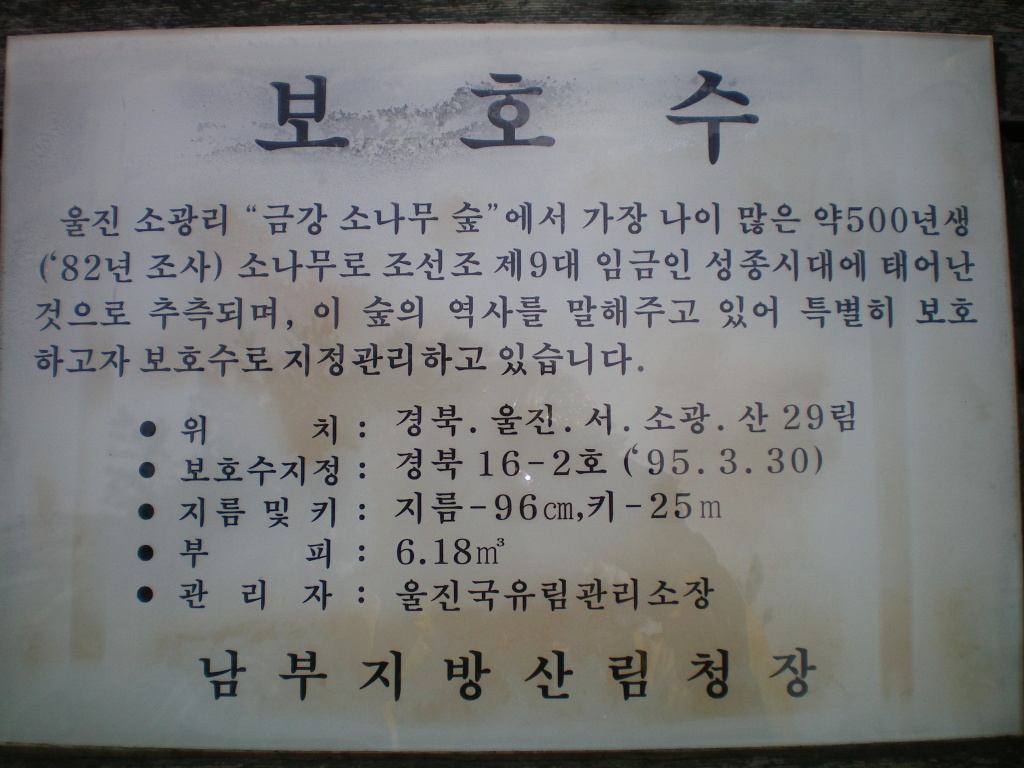 보 호 수
울진 소광리 “금강 소나무 숲”에서 가장 나이 많은 약500년생
(‘82년 조사) 소나무로 조선조 제9대 임금인 성종시대에 태어난
것으로 추측되며, 이 숲의 역사를 말해주고 있어 특별히 보호
하고자 보호수로 지정관리하고 있습니다.
● 위 치 : 경북. 울진. 서. 소광. 산 29림
● 보호수지정 : 경북 16-2호 (‘95. 3. 30)
● 지름 및 키 : 지름-96㎝,키-25m
● 부 피 : 6.18㎥
● 관 리 자 : 울진국유림관리소장
남 부 지 방 산 림 청 장